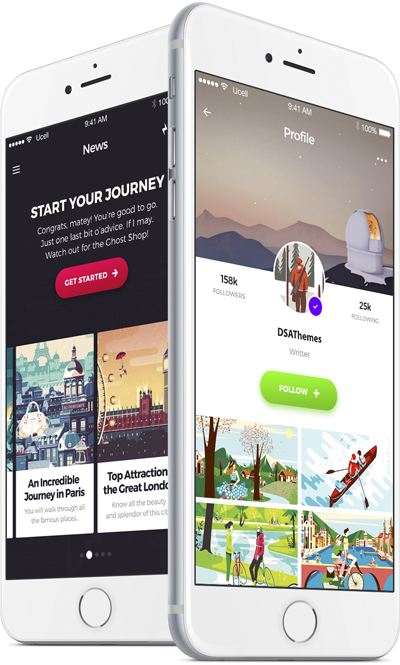 Ucell
9:41 AM
100
News
START YOUR JOURNEY
Congrats, matey! You're good to go.
Just one last bit o'advice. If I may.
Watch out for the Ghost Shop!
GET STARTED
An Incredible
Journey in Paris
You will walk through all
the famous places..
Top Attraction
the Great Londo
Know all the beauty
and splendor of this cit
Ucell
9:41 AM
100%
Profile
158k
FOLLOWERS
25k
FOLLOWING
DSAThemes
Writter
FOLLOW +